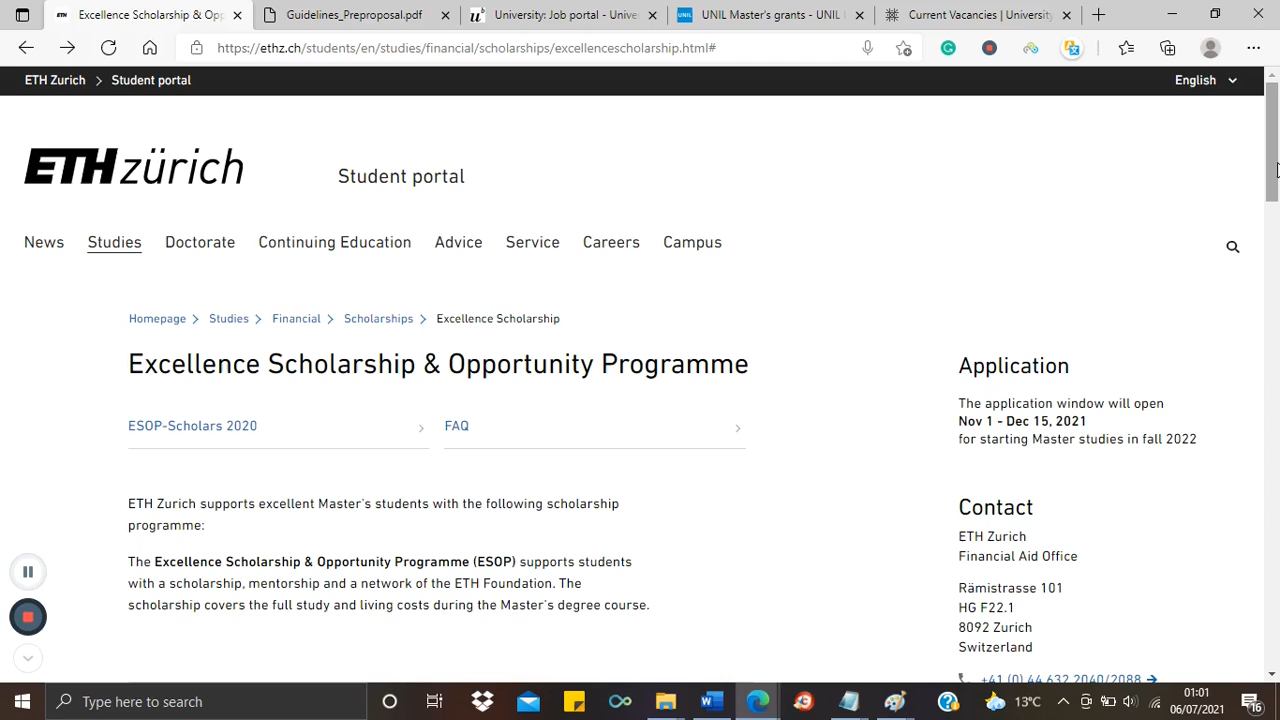 Excellence Scholarship & Opp
Guidelines_Preproposal.pdf
University: Job portal - Unive
UNIL Master's grants - UNIL
Current Vacancies | University
https://ethz.ch/students/en/studies/financial/scholarships/excellencescholarship.html#
ETH Zurich
Student portal
English
ETH zürich
Student portal
News
Studies
Doctorate
Continuing Education
Advice
Service
Careers
Campus
Homepage
Studies
Financial
Scholarships
Excellence Scholarship
Excellence Scholarship & Opportunity Programme
ESOP-Scholars 2020
FAQ
ETH Zurich supports excellent Master's students with the following scholarship
programme:
The Excellence Scholarship & Opportunity Programme (ESOP) supports students
with a scholarship, mentorship and a network of the ETH Foundation. The
scholarship covers the full study and living costs during the Master's degree course.
Application
The application window will open
Nov 1 - Dec 15, 2021
for starting Master studies in fall 2022
Contact
ETH Zurich
Financial Aid Office
Rämistrasse 101
HG F22.1
8092 Zurich
Switzerland
+41 (0) 44 632 2040/2088
Type here to search
13°C
01:01
06/07/2021
16